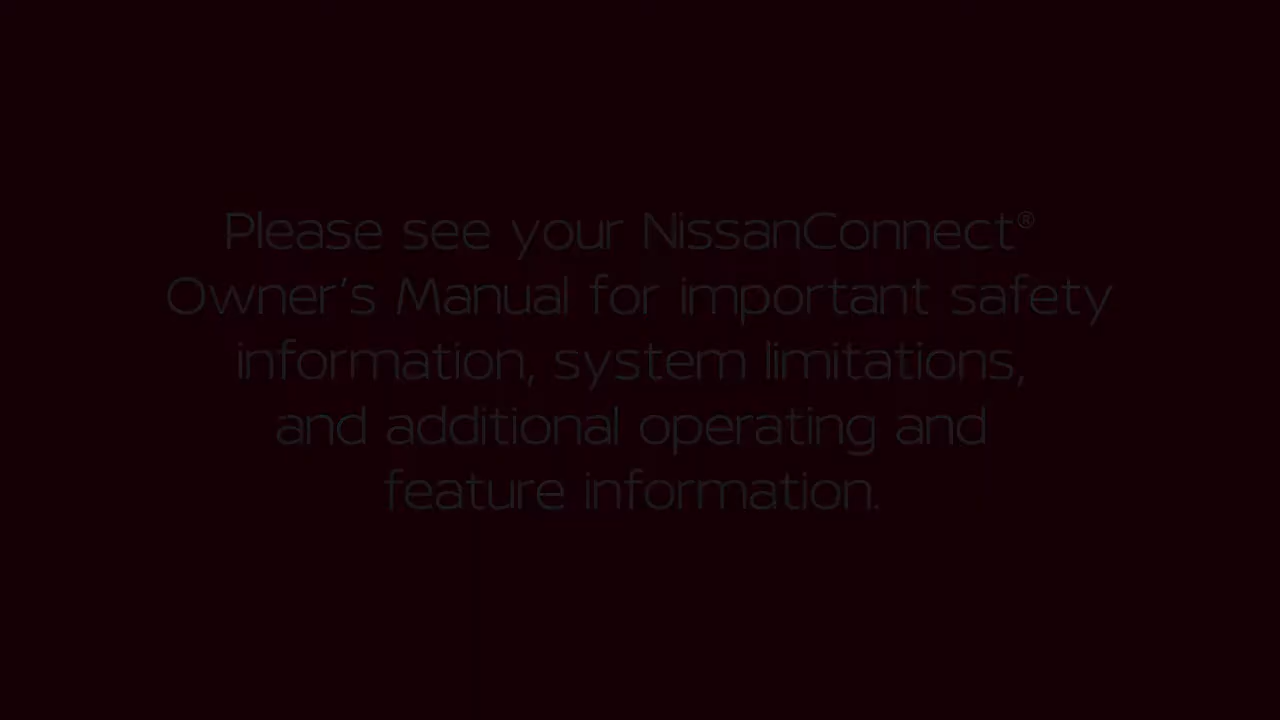 Please see your NissanConnect®
Owner's Manual for important safety
information, system limitations,
and additional operating and
feature information.